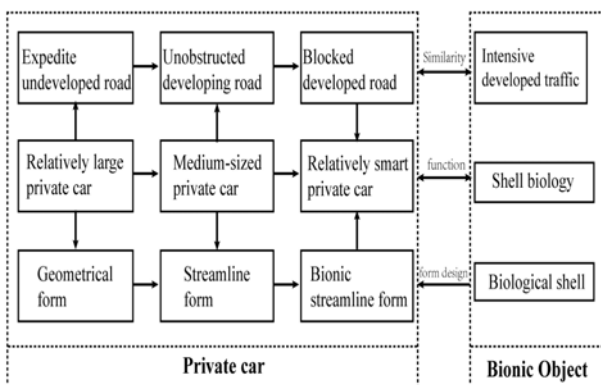 Expedite
undeveloped road
Unobstructed
developing road
Blocked
developed road
Similarity
Intensive
developed traffic
Relatively large
private car
Medium-sized
private car
Relatively smart
private car
function
Shell biology
Geometrical
form
Streamline
form
Bionic
streamline form
form design
Biological shell
Private car
Bionic Object